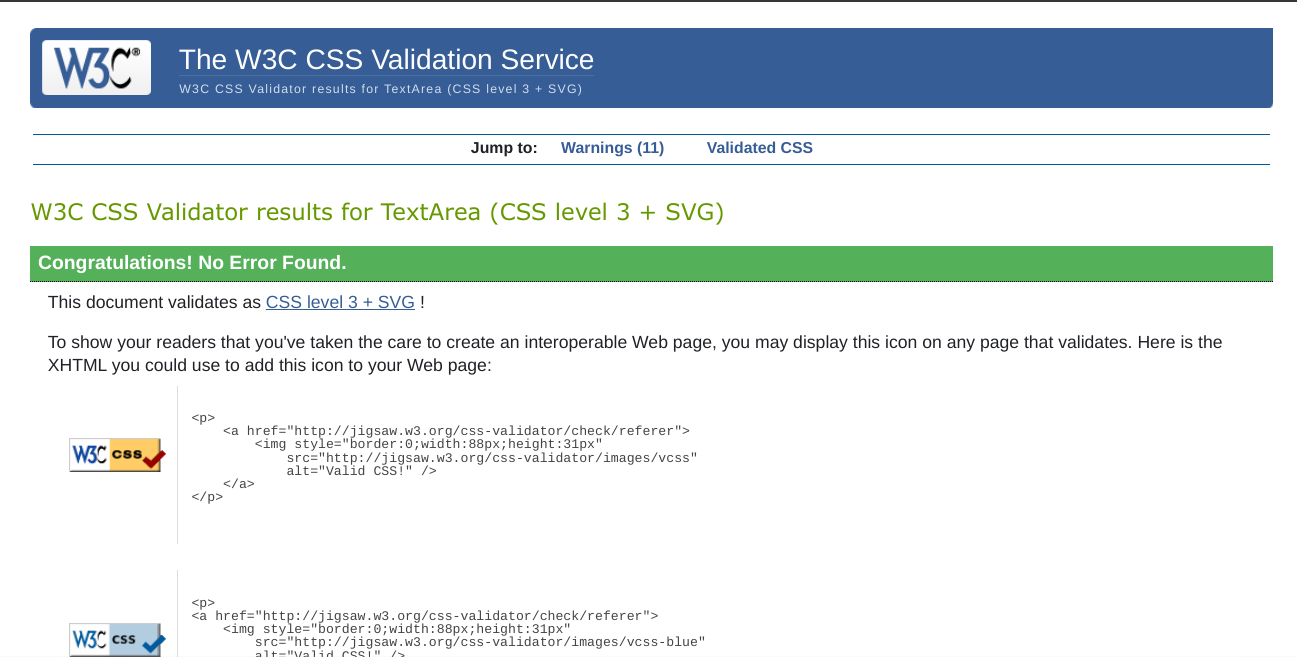 W3C®
The W3C CSS Validation Service
W3C CSS Validator results for TextArea (CSS level 3 + SVG)
Jump to: Warnings (11) Validated CSS
W3C CSS Validator results for TextArea (CSS level 3 + SVG)
Congratulations! No Error Found.
This document validates as CSS level 3 + SVG !
To show your readers that you've taken the care to create an interoperable Web page, you may display this icon on any page that validates. Here is the
XHTML you could use to add this icon to your Web page:
W3C css
<p>
    <a href="http://jigsaw.w3.org/css-validator/check/referer">
        <img style="border:0;width:88px;height:31px"
            src="http://jigsaw.w3.org/css-validator/images/vcss"
            alt="Valid CSS!" />
    </a>
</p>
W3C css
<p>
<a href="http://jigsaw.w3.org/css-validator/check/referer">
    <img style="border:0;width:88px;height:31px"
        src="http://jigsaw.w3.org/css-validator/images/vcss-blue"
        alt="Valid CSS!" />